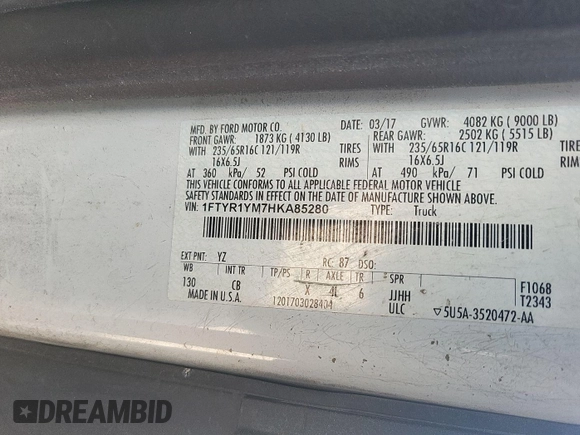 MFD. BY FORD MOTOR CO.
DATE: 03/17 GVWR: 4082 KG ( 9000 LB)
FRONT GAWR: 1873 KG ( 4130 LB) REAR GAWR: 2502 KG ( 5515 LB)
WITH 235/65R16C 121/119R TIRES WITH 235/65R16C 121/119R TIRES
16X6.5J RIMS 16X6.5J RIMS
AT 360 kPa/ 52 PSI COLD AT 490 kPa/ 71 PSI COLD
THIS VEHICLE CONFORMS TO ALL APPLICABLE FEDERAL MOTOR VEHICLE
SAFETY STANDARDS IN EFFECT ON THE DATE OF MANUFACTURE SHOWN ABOVE.
VIN: 1FTYR1YM7HKA85280 TYPE: Truck
EXT PNT: YZ RC: 87 DSO:
WB INT TR TP/PS R AXLE TR SPR F1068
130 CB X 4L 6 JJHH T2343
MADE IN U.S.A. 1201703028404 ULC ▽5U5A-3520472-AA
DREAMBID